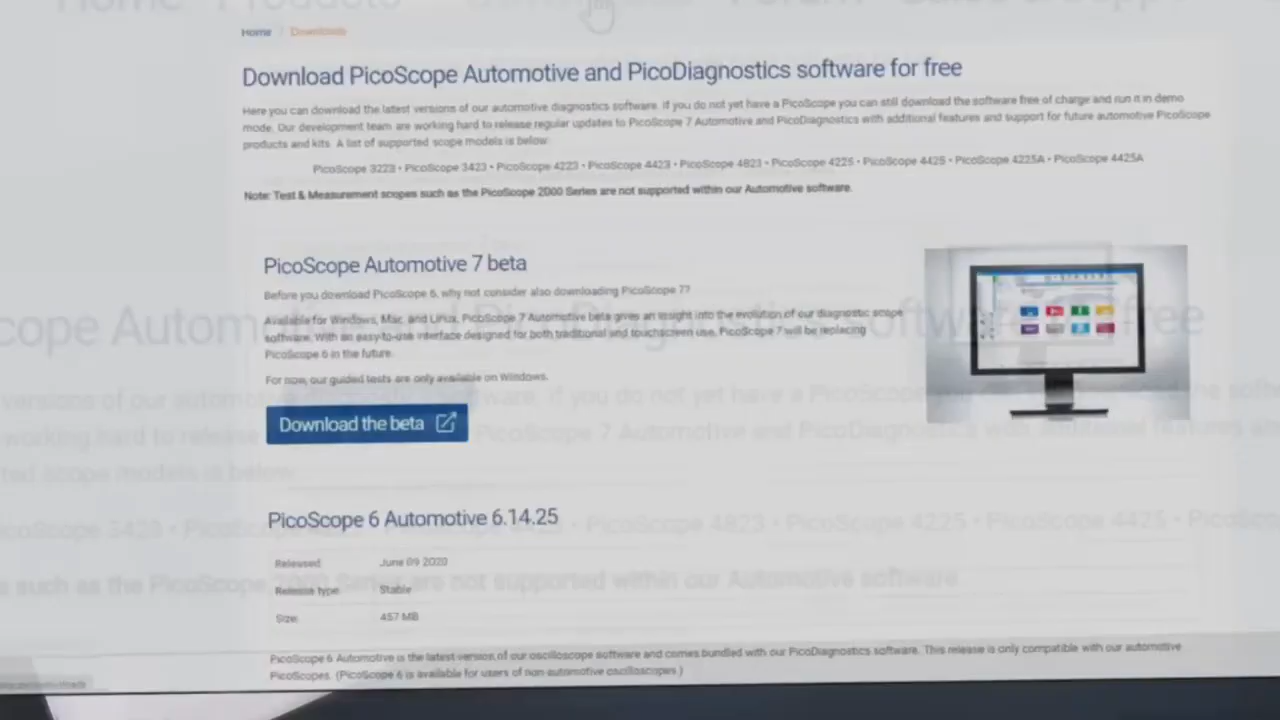 Home Products
Home / Downloads
Download PicoScope Automotive and PicoDiagnostics software for free
Here you can download the latest versions of our automotive diagnostics software. If you do not yet have a PicoScope you can still download the software free of charge and run it in demo
mode. Our development team are working hard to release regular updates to PicoScope 7 Automotive and PicoDiagnostics with additional features and support for future automotive PicoScope
products and kits. A list of supported scope models is below:
PicoScope 3223 • PicoScope 3423 • PicoScope 4223 • PicoScope 4423 • PicoScope 4823 • PicoScope 4225 • PicoScope 4425 • PicoScope 4225A • PicoScope 4425A
Note: Test & Measurement scopes such as the PicoScope 2000 Series are not supported within our Automotive software.
PicoScope Automotive 7 beta
Before you download PicoScope 6, why not consider also downloading PicoScope 7?
Available for Windows, Mac, and Linux, PicoScope 7 Automotive beta gives an insight into the evolution of our diagnostic scope
software. With an easy-to-use interface designed for both traditional and touchscreen use, PicoScope 7 will be replacing
PicoScope 6 in the future.
For now, our guided tests are only available on Windows.
Download the beta
PicoScope 6 Automotive 6.14.25
Released: June 09 2020
Release type: Stable
Size: 457 MB
PicoScope 6 Automotive is the latest version of our oscilloscope software and comes bundled with our PicoDiagnostics software. This release is only compatible with our automotive
PicoScopes. (PicoScope 6 is available for users of non-automotive oscilloscopes.)